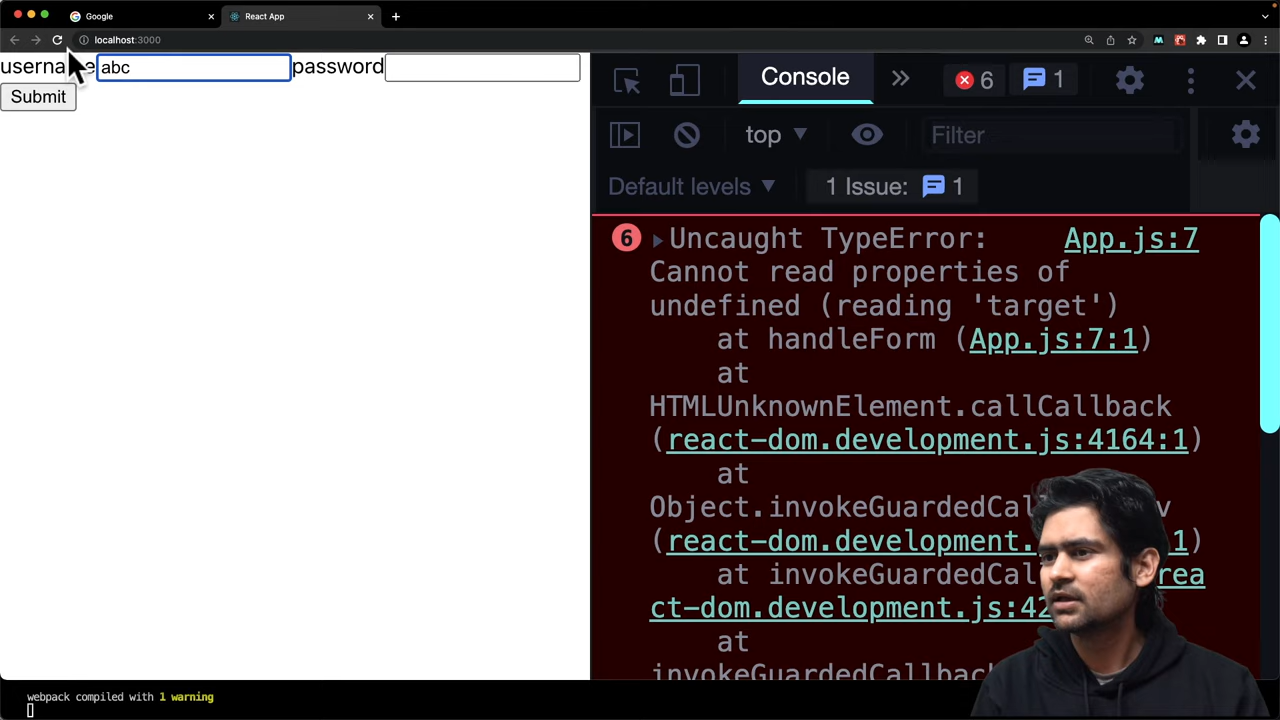 Google
React App
localhost:3000
username abc password
Submit
Console
6
1
top
Filter
Default levels
1 Issue: 1
6 Uncaught TypeError: App.js:7
Cannot read properties of
undefined (reading 'target')
at handleForm (App.js:7:1)
at
HTMLUnknownElement.callCallback
(react-dom.development.js:4164:1)
at
Object.invokeGuardedCal
(react-dom.development.js:
at invokeGuardedCal
ct-dom.development.js:42
at
invokeGuardedCall
webpack compiled with 1 warning